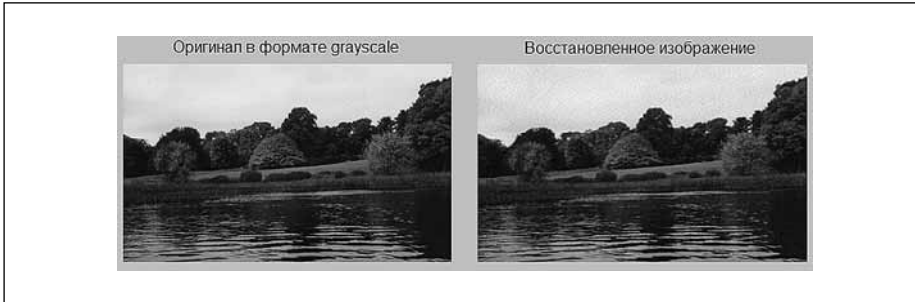 Оригинал в формате grayscale
Восстановленное изображение